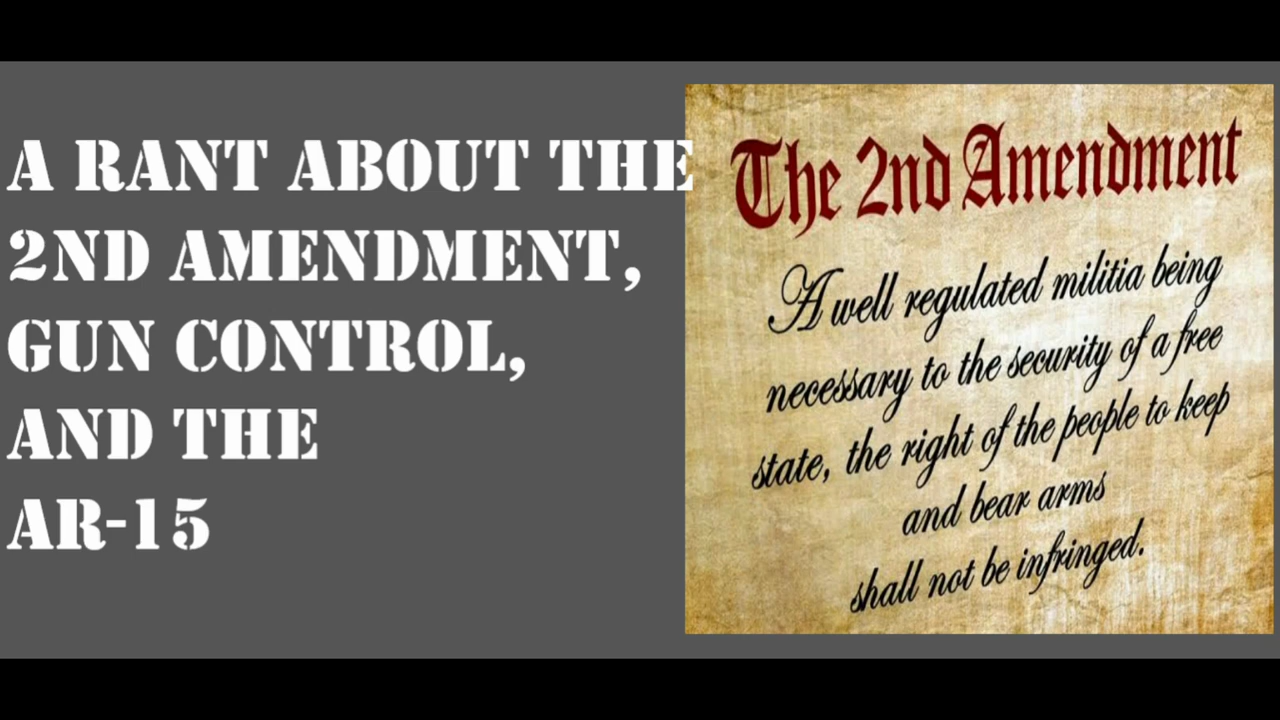 A RANT ABOUT THE
2ND AMENDMENT,
GUN CONTROL,
AND THE
AR-15
The 2nd Amendment
A well regulated militia being
necessary to the security of a free
state, the right of the people to keep
and bear arms
shall not be infringed.